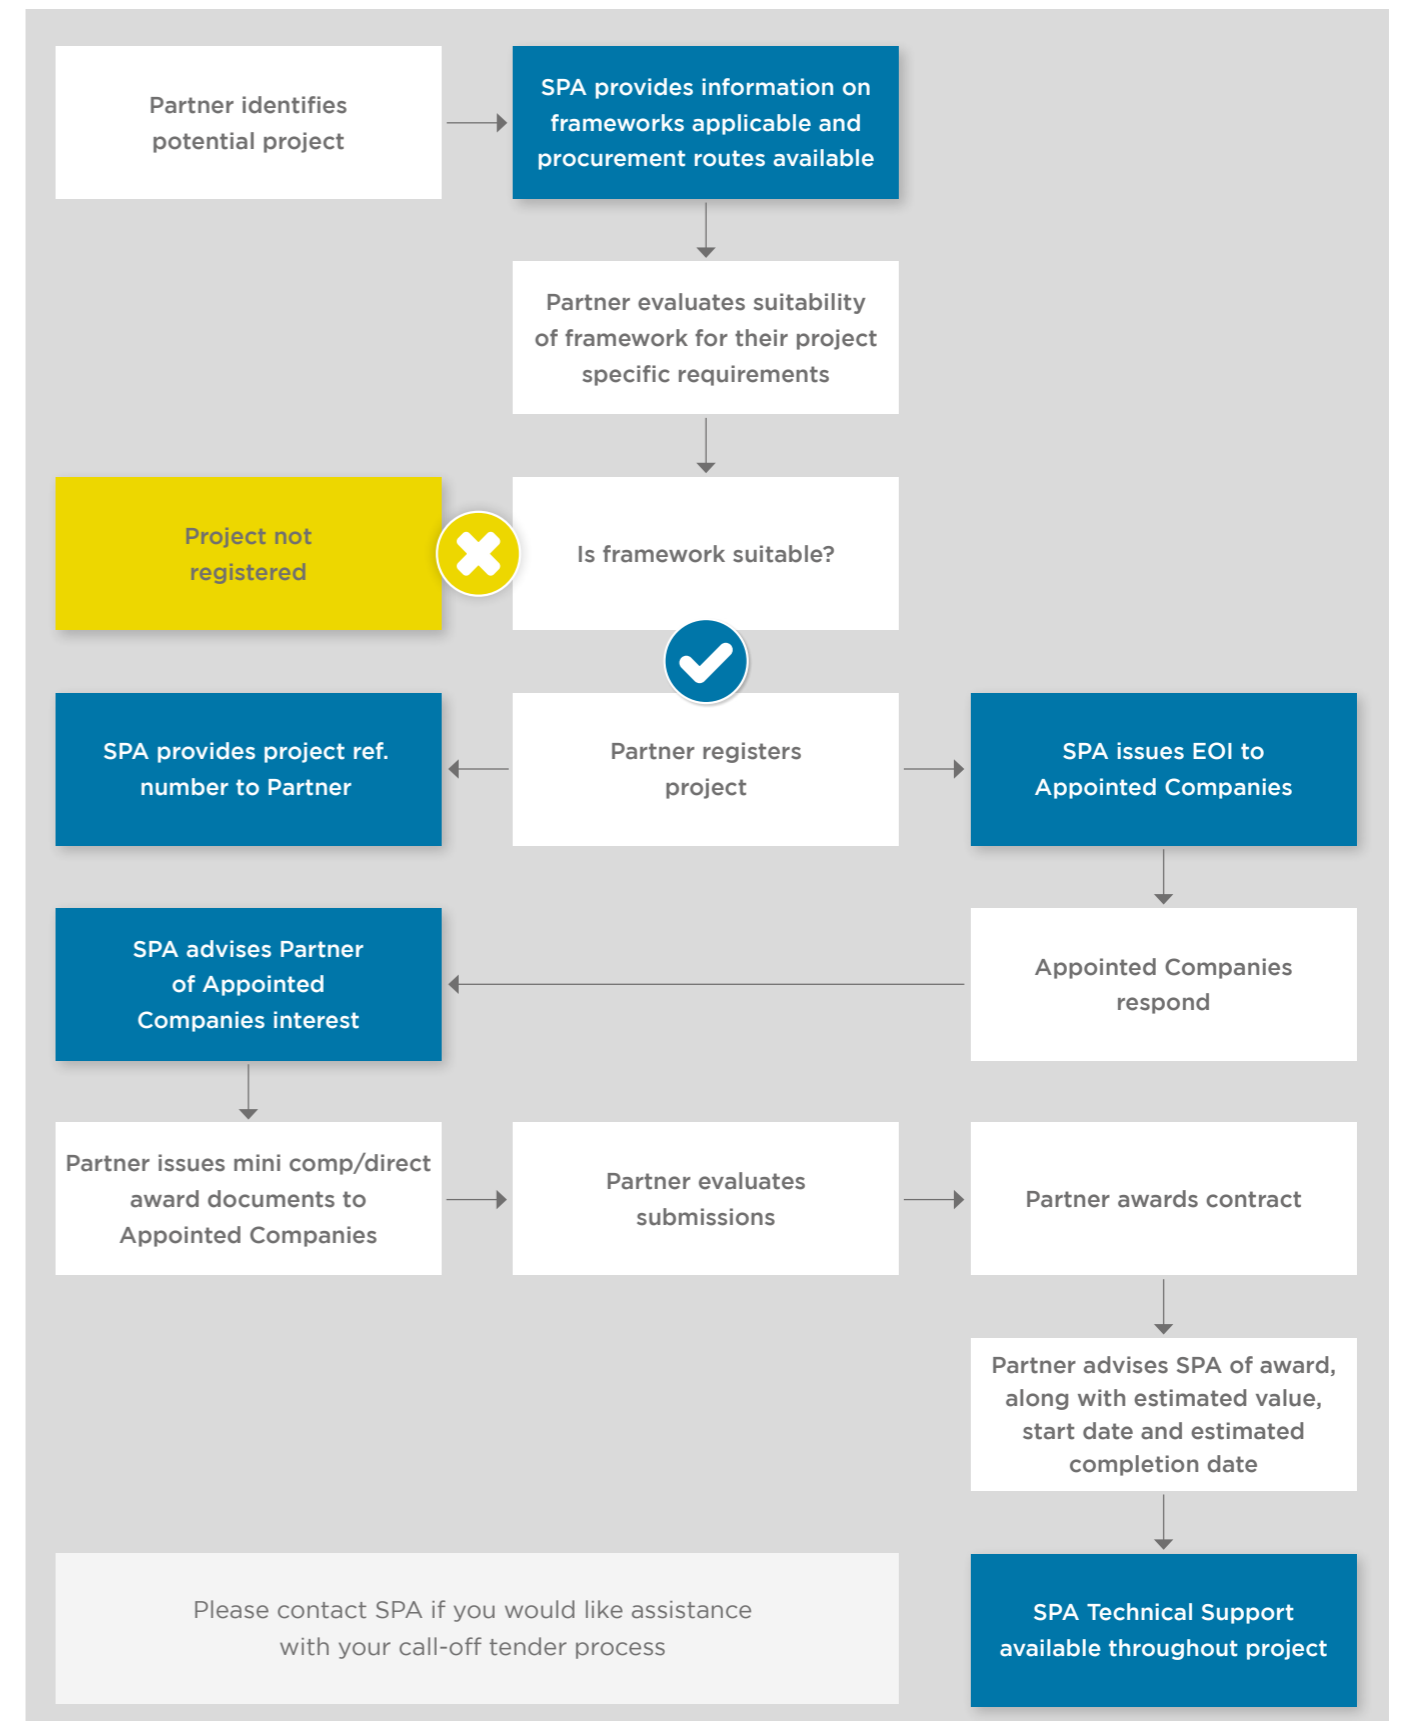 Partner identifies
potential project
SPA provides information on
frameworks applicable and
procurement routes available
Partner evaluates suitability
of framework for their project
specific requirements
Project not
registered
Is framework suitable?
SPA provides project ref.
number to Partner
Partner registers
project
SPA issues EOI to
Appointed Companies
SPA advises Partner
of Appointed
Companies interest
Appointed Companies
respond
Partner issues mini comp/direct
award documents to
Appointed Companies
Partner evaluates
submissions
Partner awards contract
Partner advises SPA of award,
along with estimated value,
start date and estimated
completion date
Please contact SPA if you would like assistance
with your call-off tender process
SPA Technical Support
available throughout project